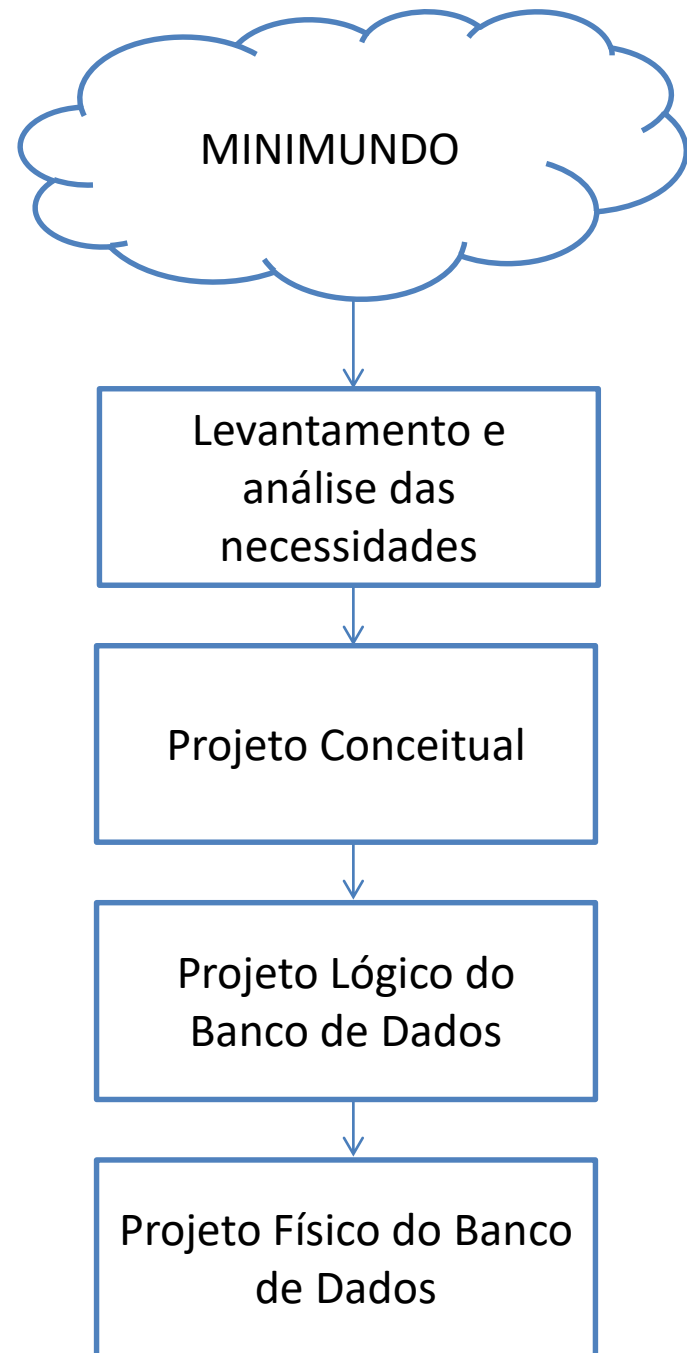 MINIMUNDO
Levantamento e
análise das
necessidades
Projeto Conceitual
Projeto Lógico do
Banco de Dados
Projeto Físico do Banco
de Dados